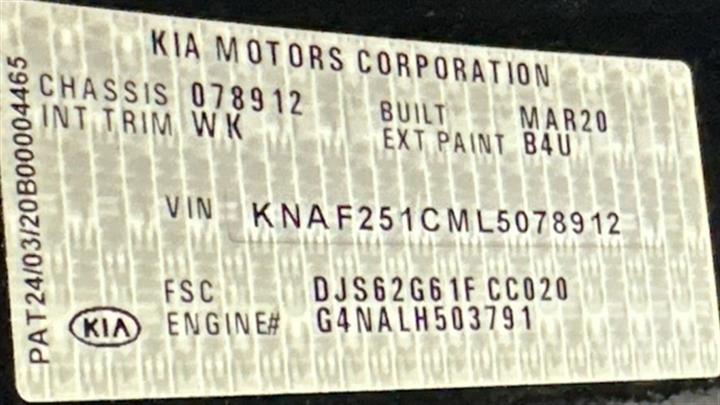 KIA MOTORS CORPORATION
CHASSIS 078912
BUILT MAR20
INT TRIM WK
EXT PAINT B4U
VIN KNAF251CML5078912
FSC DJS62G61F CC020
KIA
ENGINE# G4NALH503791
PAT24/03/20B00004465